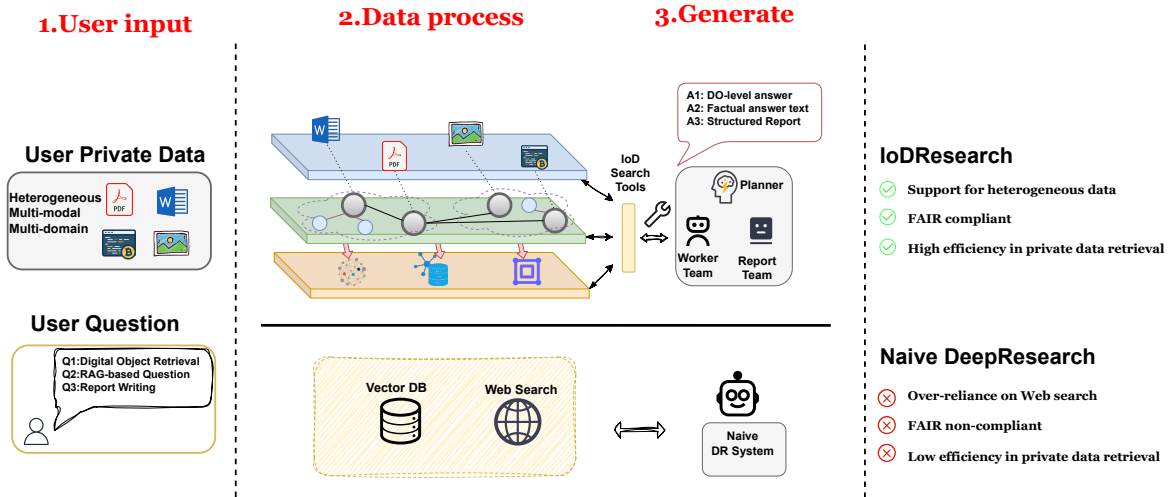 1.User input
2.Data process
3.Generate
User Private Data
Heterogeneous
Multi-modal
Multi-domain
PDF
W
User Question
Q1:Digital Object Retrieval
Q2:RAG-based Question
Q3:Report Writing
W
PDF
IoD
Search
Tools
A1: DO-level answer
A2: Factual answer text
A3: Structured Report
Planner
Worker
Team
Report
Team
Vector DB
Web Search
Naive
DR System
IoDResearch
Support for heterogeneous data
FAIR compliant
High efficiency in private data retrieval
Naive DeepResearch
Over-reliance on Web search
FAIR non-compliant
Low efficiency in private data retrieval